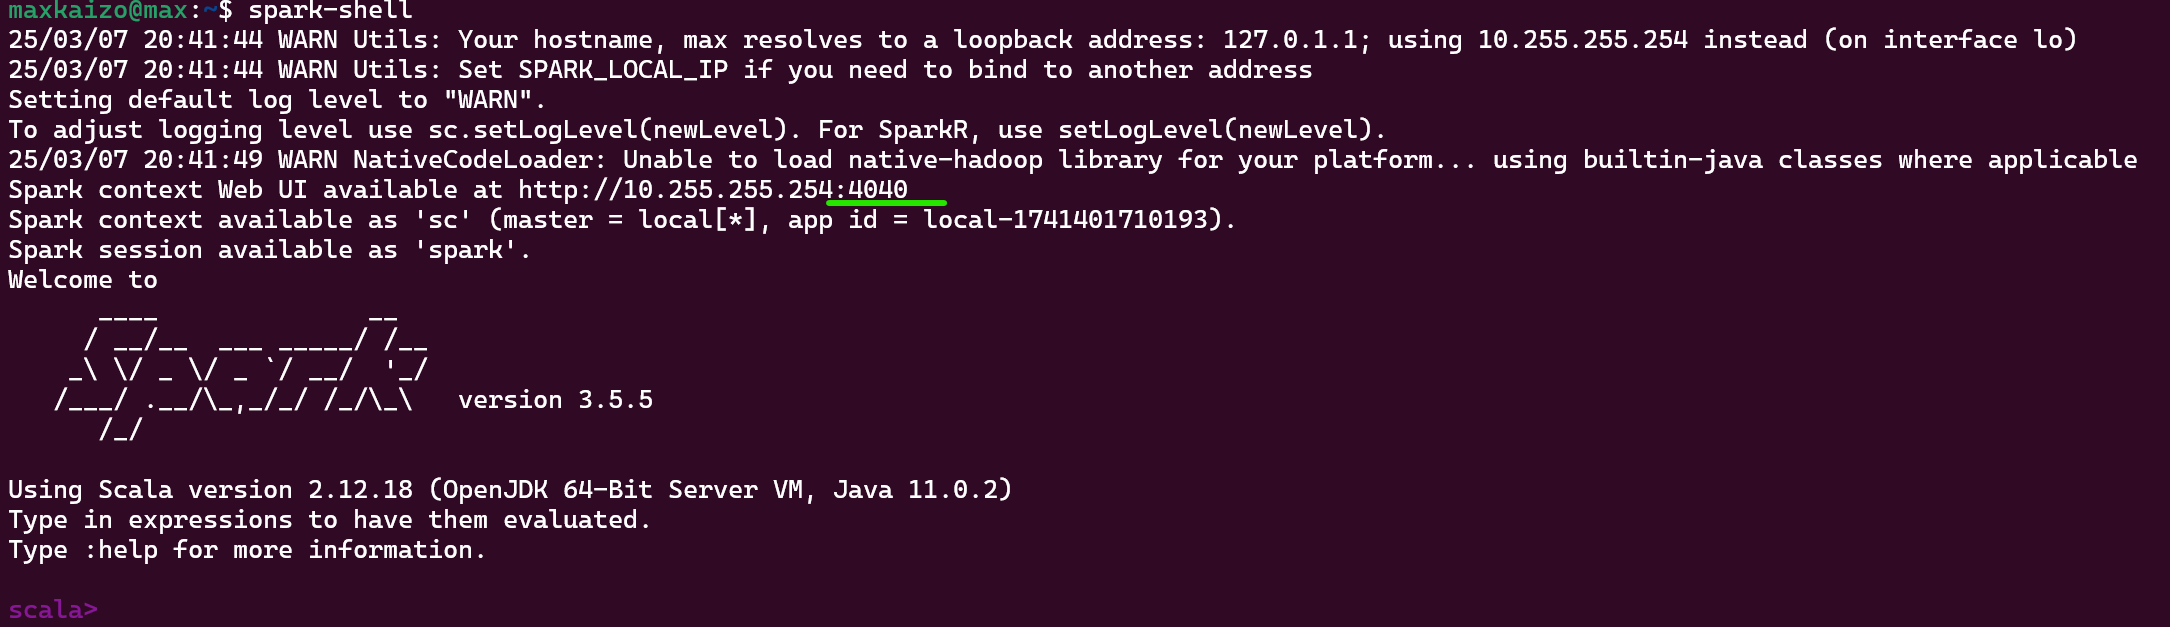 maxkaizo@max:~$ spark-shell
25/03/07 20:41:44 WARN Utils: Your hostname, max resolves to a loopback address: 127.0.1.1; using 10.255.255.254 instead (on interface lo)
25/03/07 20:41:44 WARN Utils: Set SPARK_LOCAL_IP if you need to bind to another address
Setting default log level to "WARN".
To adjust logging level use sc.setLogLevel(newLevel). For SparkR, use setLogLevel(newLevel).
25/03/07 20:41:49 WARN NativeCodeLoader: Unable to load native-hadoop library for your platform... using builtin-java classes where applicable
Spark context Web UI available at http://10.255.255.254:4040
Spark context available as 'sc' (master = local[*], app id = local-1741401710193).
Spark session available as 'spark'.
Welcome to
      ____              __
     / __/__  ___ _____/ /__
    _\ \/ _ \/ _ `/ __/  '_/
   /___/ .__/\_,_/_/ /_/\_\   version 3.5.5
      /_/
Using Scala version 2.12.18 (OpenJDK 64-Bit Server VM, Java 11.0.2)
Type in expressions to have them evaluated.
Type :help for more information.
scala>